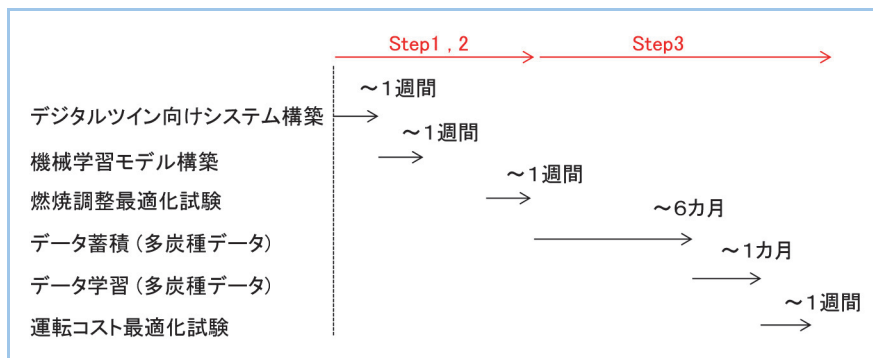 Step1 , 2
Step3
～1週間
デジタルツイン向けシステム構築
～1週間
機械学習モデル構築
～1週間
燃焼調整最適化試験
～6カ月
データ蓄積（多炭種データ）
～1カ月
データ学習（多炭種データ）
～1週間
運転コスト最適化試験